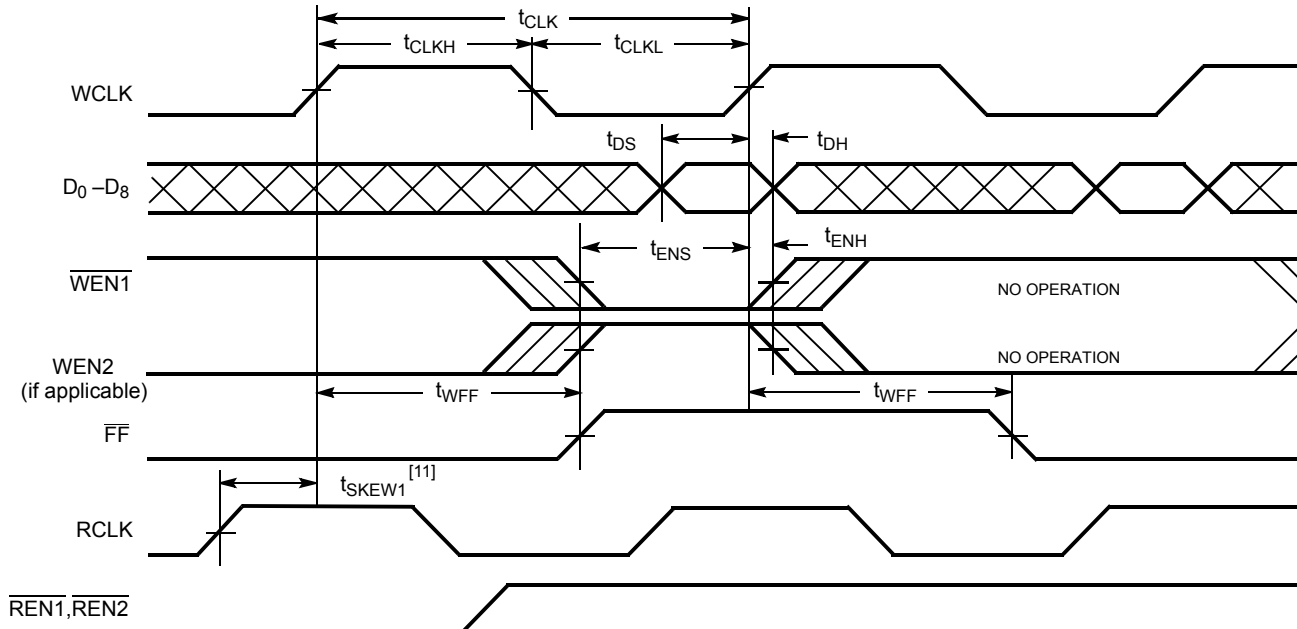 tCLK
tCLKH
tCLKL
WCLK
tDS
tDH
D0 –D8
tENS
tENH
WEN1
NO OPERATION
WEN2
(if applicable)
NO OPERATION
tWFF
tWFF
FF
tSKEW1 [11]
RCLK
REN1,REN2